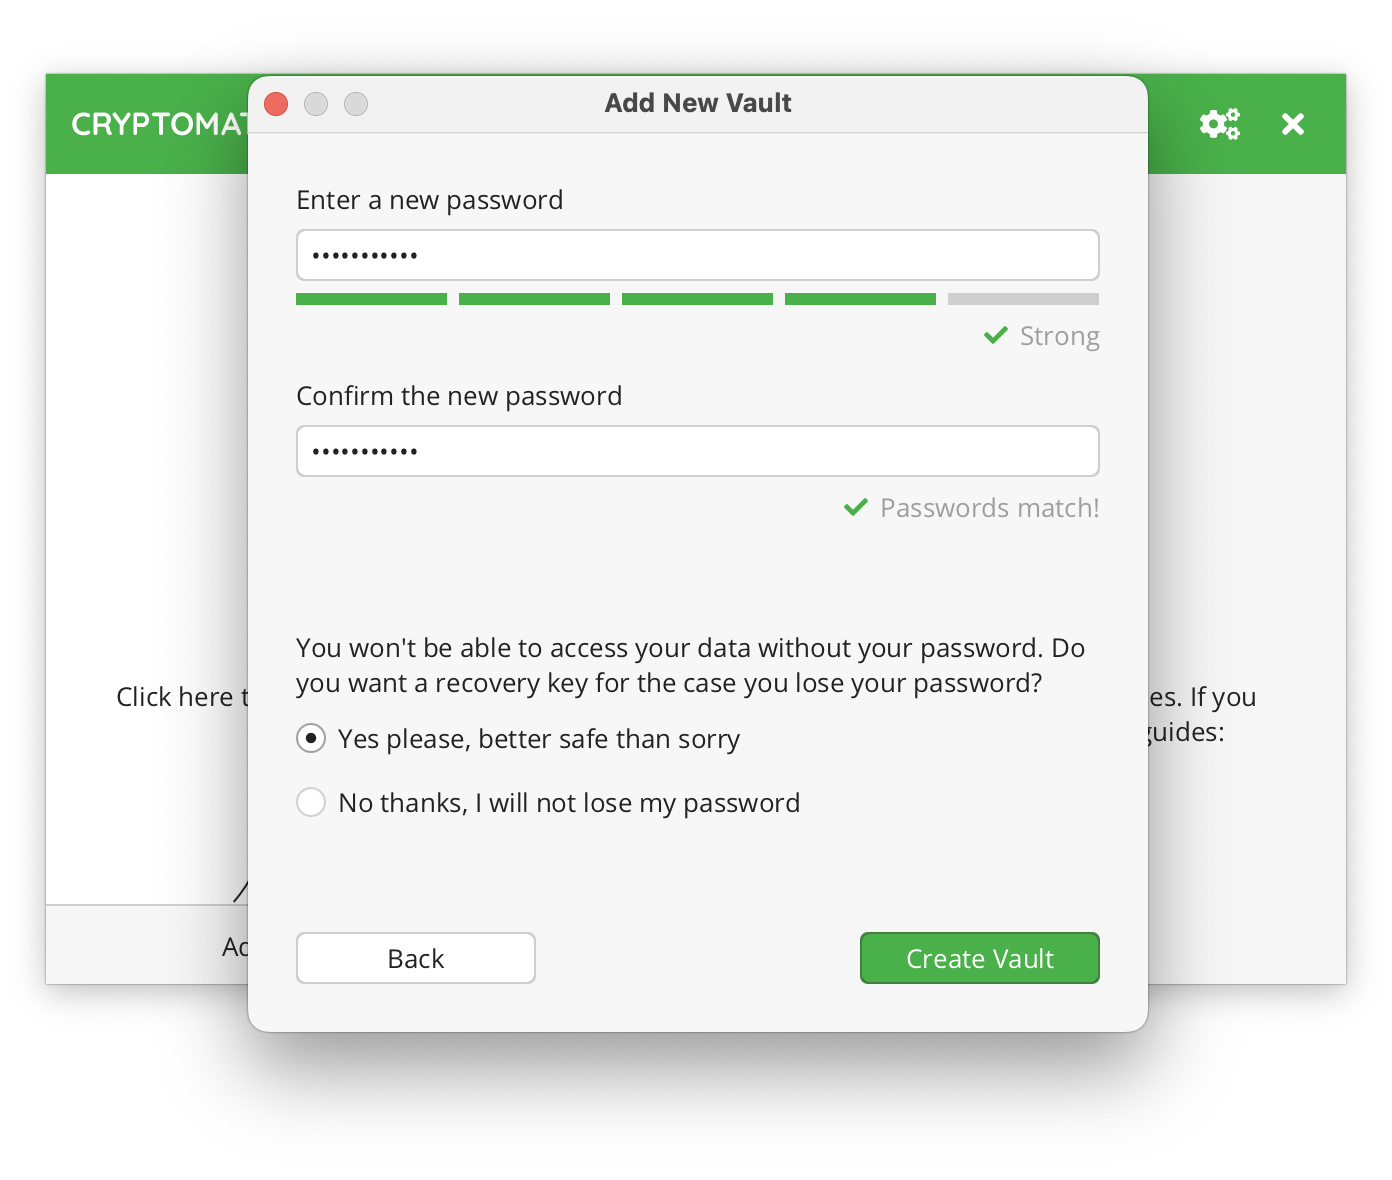 CRYPTOMAT
Add New Vault
Enter a new password
•••••••••••
Strong
Confirm the new password
•••••••••••
Passwords match!
You won't be able to access your data without your password. Do
you want a recovery key for the case you lose your password?
Click here t
es. If you
guides:
Yes please, better safe than sorry
No thanks, I will not lose my password
Ad
Back
Create Vault